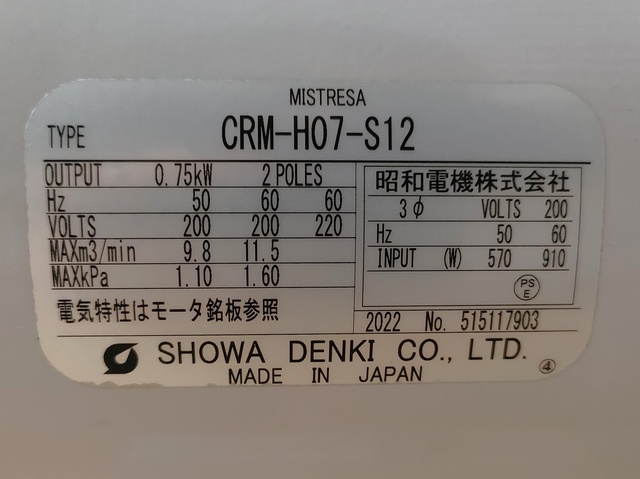 MISTRESA
TYPE CRM-H07-S12
OUTPUT 0.75kW 2 POLES
Hz 50 60 60
VOLTS 200 200 220
MAXm3/min 9.8 11.5
MAXkPa 1.10 1.60
電気特性はモータ銘板参照
昭和電機株式会社
3φ VOLTS 200
Hz 50 60
INPUT (W) 570 910
PS
E
2022 No. 515117903
SHOWA DENKI CO., LTD.
MADE IN JAPAN
④